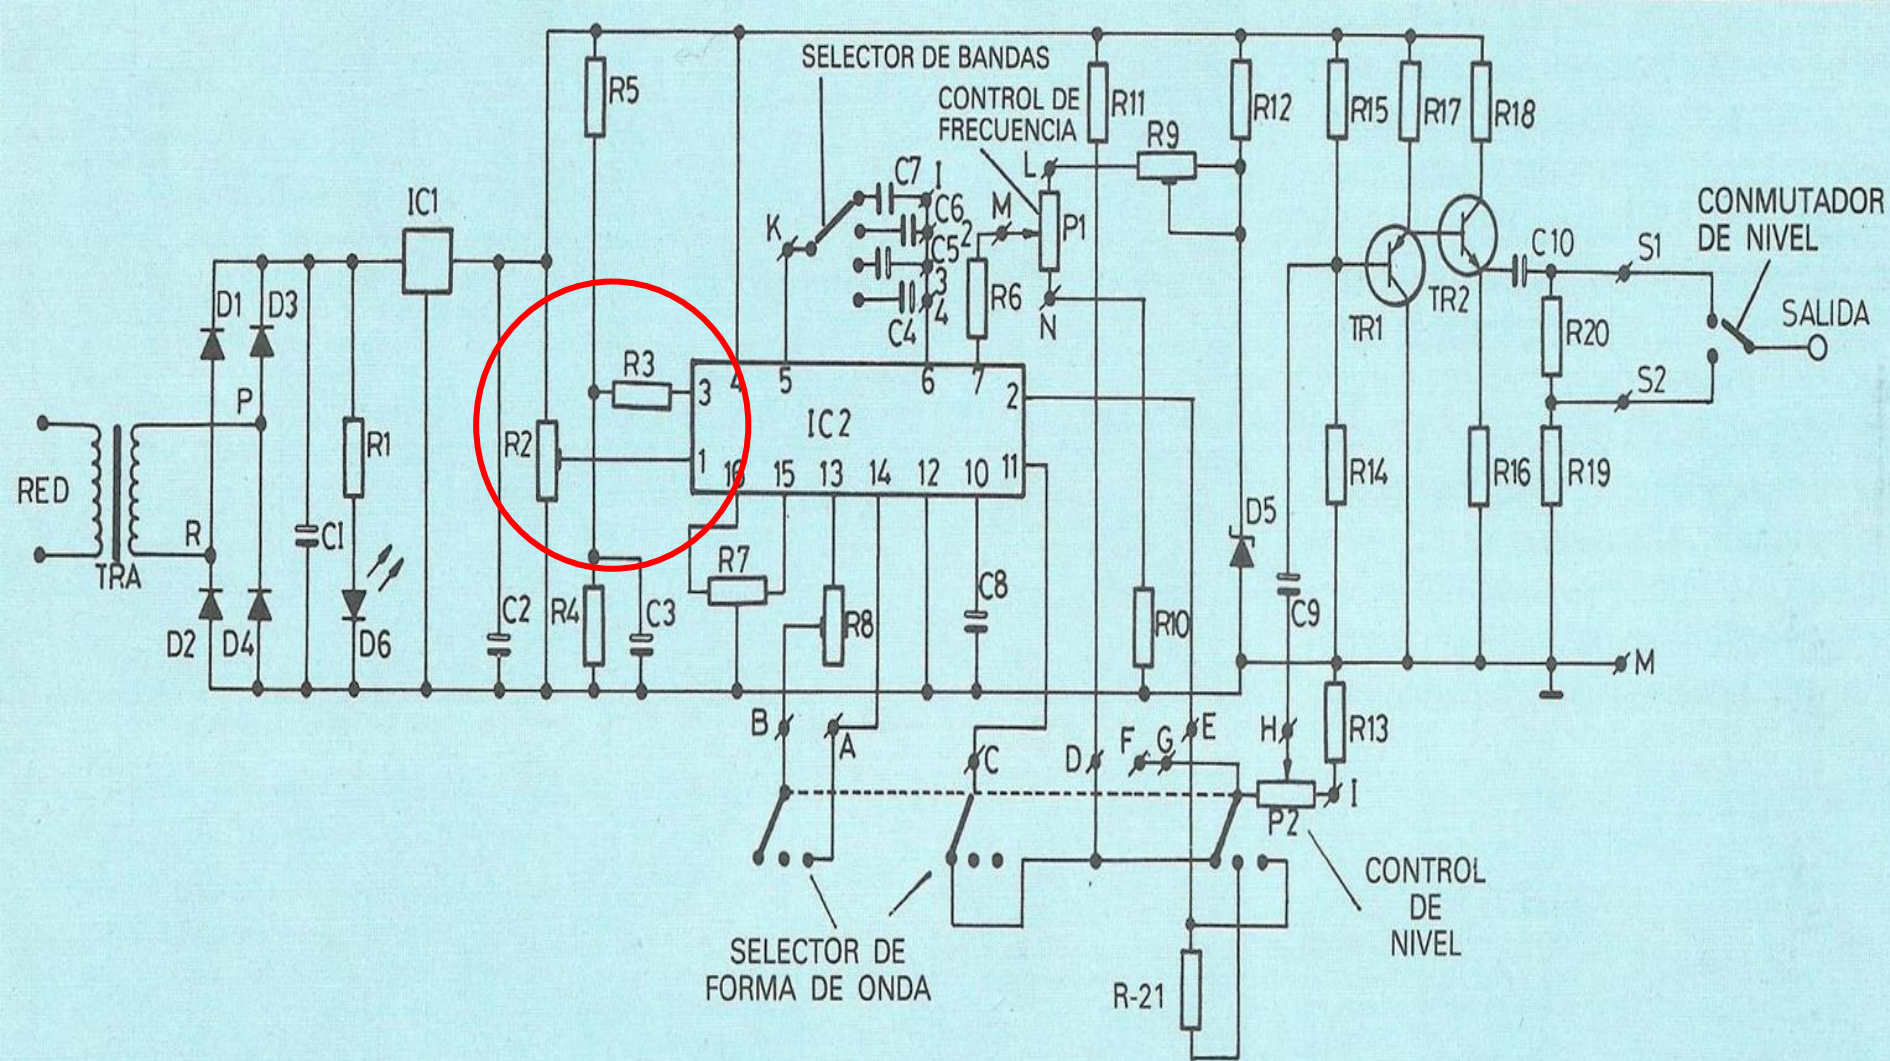 SELECTOR DE BANDAS
CONTROL DE
FRECUENCIA
R5
R11
R9
R12
R15
R17
R18
L
C7
I
C6
2
M
K
C5
3
4
C4
P1
N
R6
IC1
CONMUTADOR
DE NIVEL
C10
S1
SALIDA
TR1
TR2
R20
S2
D1
D3
P
R
RED
TRA
R1
C1
D2
D4
D6
C2
R2
R3
R4
C3
3
4
5
6
7
2
IC2
1
16
15
13
14
12
10
11
R7
R8
C8
R10
D5
C9
R14
R16
R19
M
B
A
C
D
F
G
E
H
R13
I
P2
CONTROL
DE
NIVEL
SELECTOR DE
FORMA DE ONDA
R-21